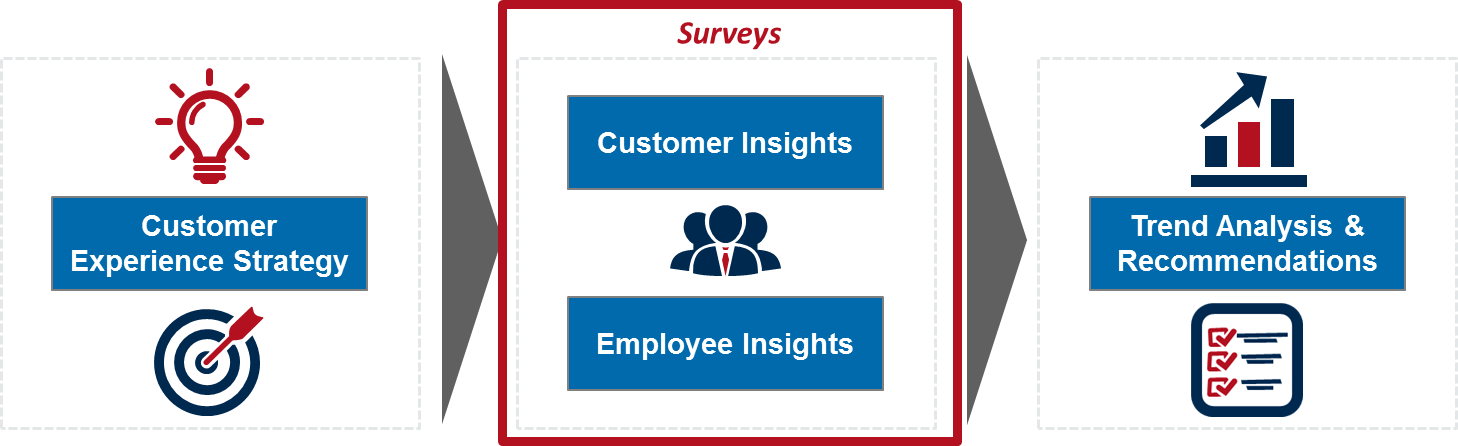 Surveys
Customer
Experience Strategy
Customer Insights
Employee Insights
Trend Analysis &
Recommendations